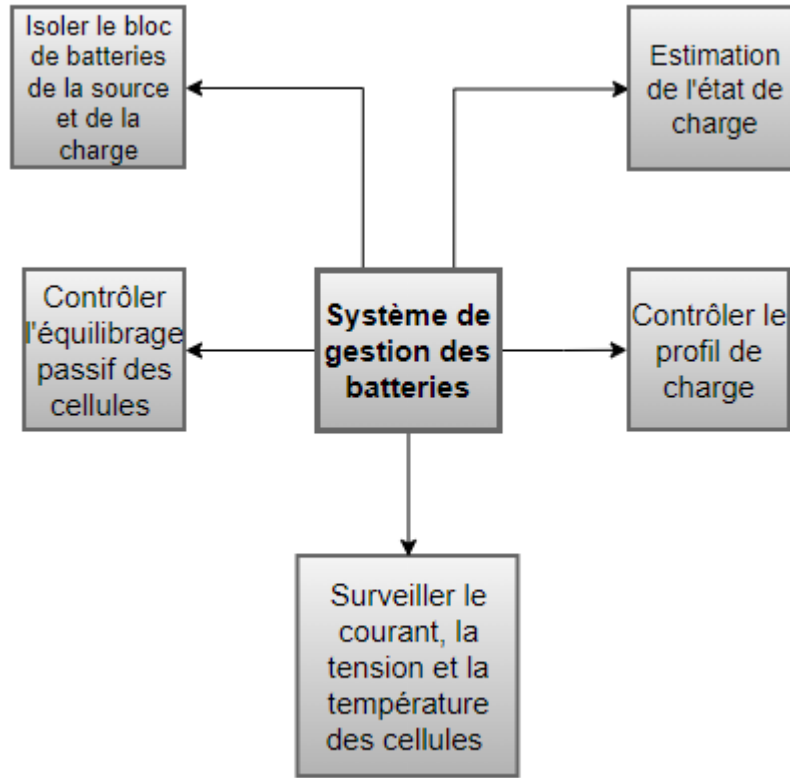 Isoler le bloc
de batteries
de la source
et de la
charge
Estimation
de l'état de
charge
Contrôler
l'équilibrage
passif des
cellules
Système de
gestion des
batteries
Contrôler le
profil de
charge
Surveiller le
courant, la
tension et la
température
des cellules